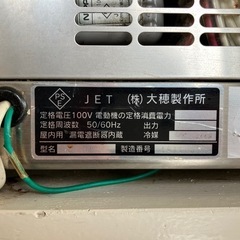 PS
E
JET (株)大穂製作所
定格電圧100V 電動機の定格消費電力
定格周波数 50/60Hz 出力
屋内用 漏電遮断器内蔵 冷媒
型名 製造番号